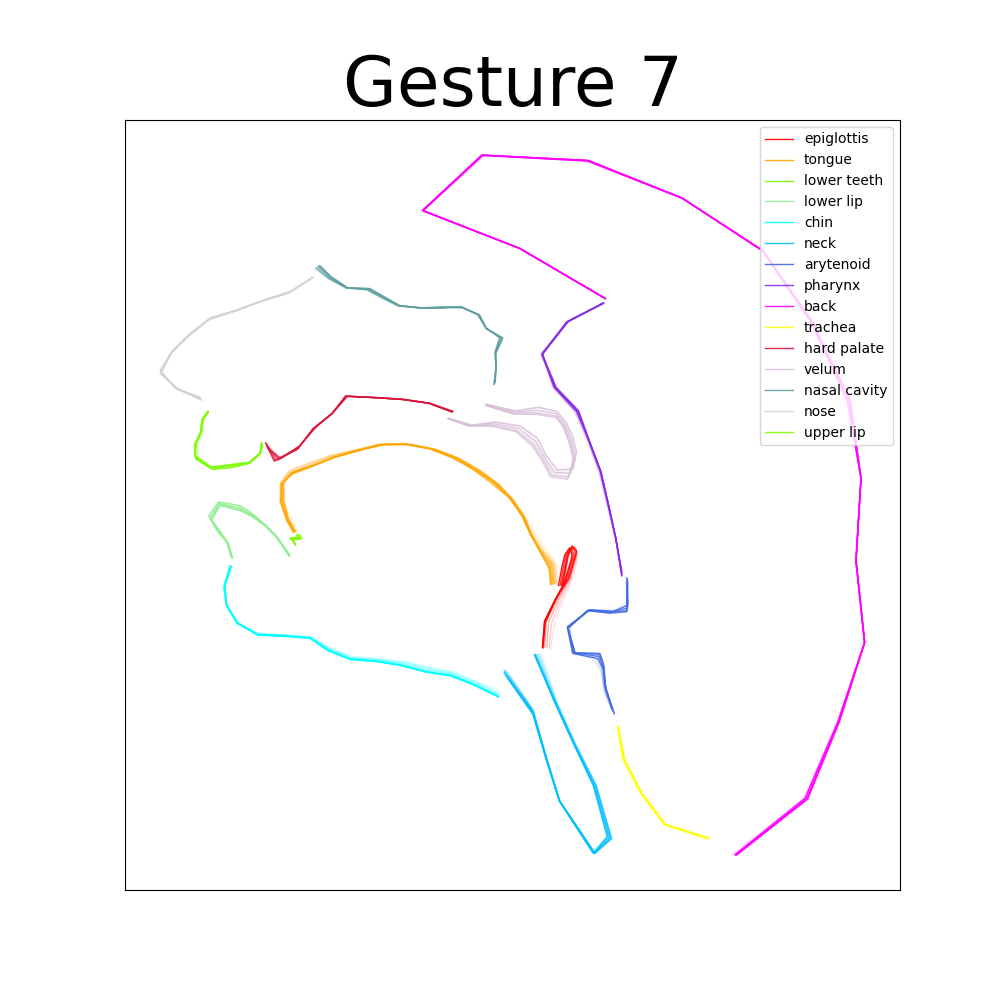 Gesture 7
epiglottis
tongue
lower teeth
lower lip
chin
neck
arytenoid
pharynx
back
trachea
hard palate
velum
nasal cavity
nose
upper lip